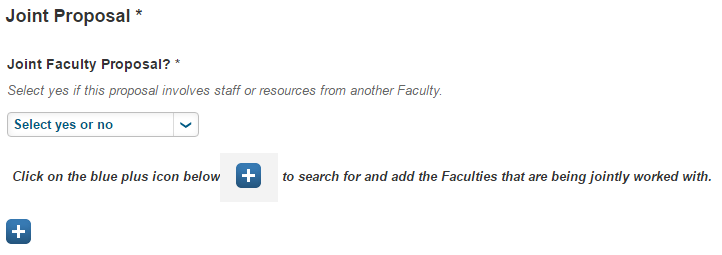 Joint Proposal *
Joint Faculty Proposal? *
Select yes if this proposal involves staff or resources from another Faculty.
Select yes or no
Click on the blue plus icon below to search for and add the Faculties that are being jointly worked with.